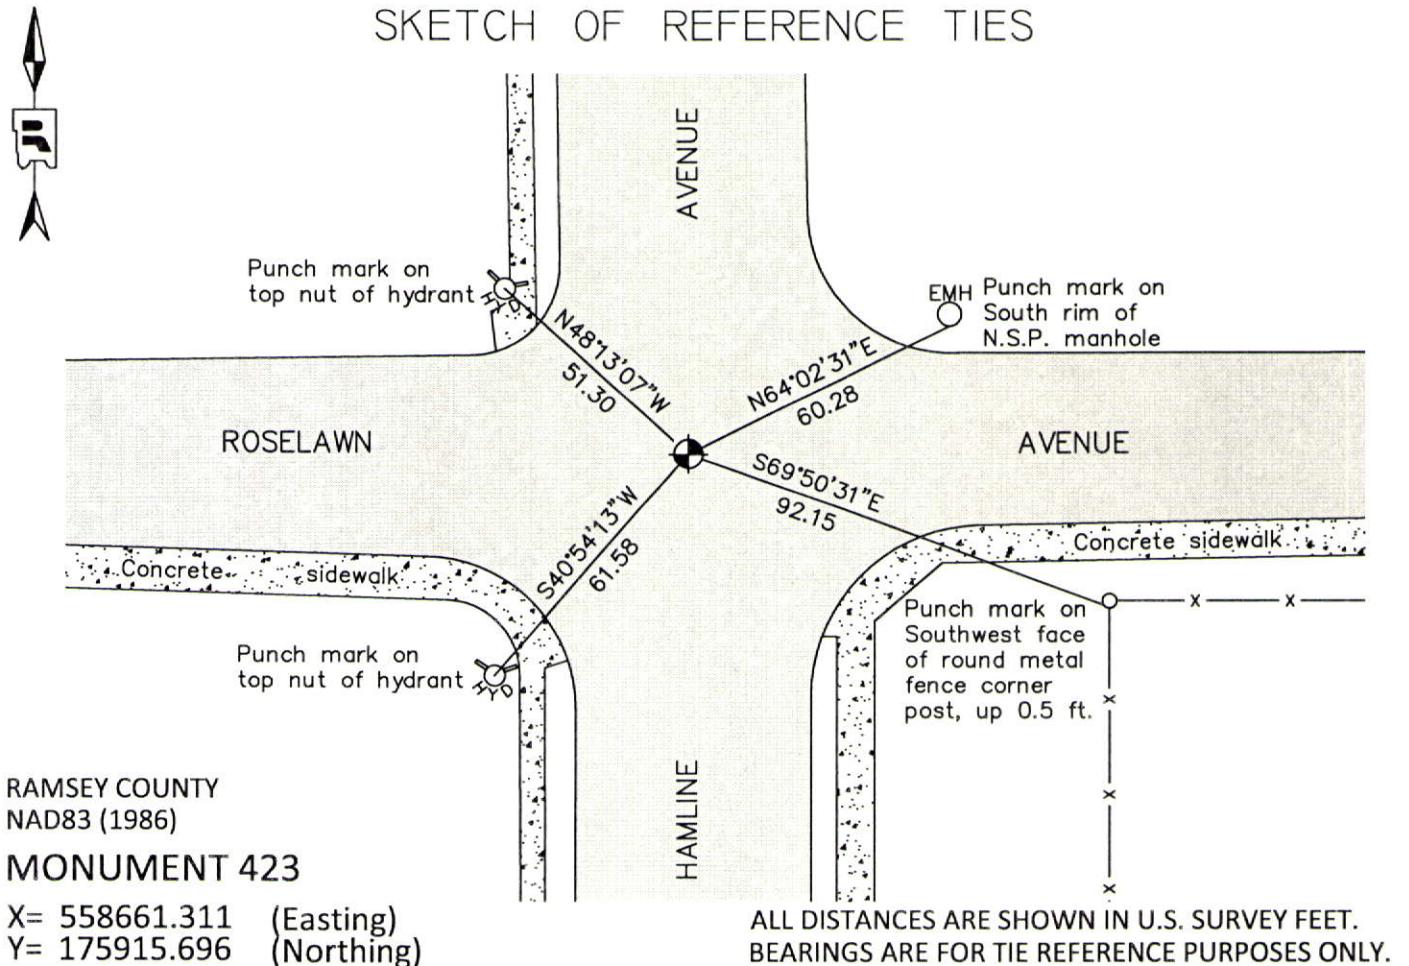 SKETCH OF REFERENCE TIES
AVENUE
Punch mark on
top nut of hydrant
HYD
EMH
Punch mark on
South rim of
N.S.P. manhole
N48°13'07"W
51.30
N64°02'31"E
60.28
ROSELAWN
AVENUE
S69°50'31"E
92.15
S40°54'13"W
61.58
Concrete sidewalk
Concrete sidewalk
Punch mark on
Southwest face
of round metal
fence corner
post, up 0.5 ft.
x x
x
x
x
Punch mark on
top nut of hydrant
HYD
HAMLINE
RAMSEY COUNTY
NAD83 (1986)
MONUMENT 423
X= 558661.311 (Easting)
Y= 175915.696 (Northing)
ALL DISTANCES ARE SHOWN IN U.S. SURVEY FEET.
BEARINGS ARE FOR TIE REFERENCE PURPOSES ONLY.